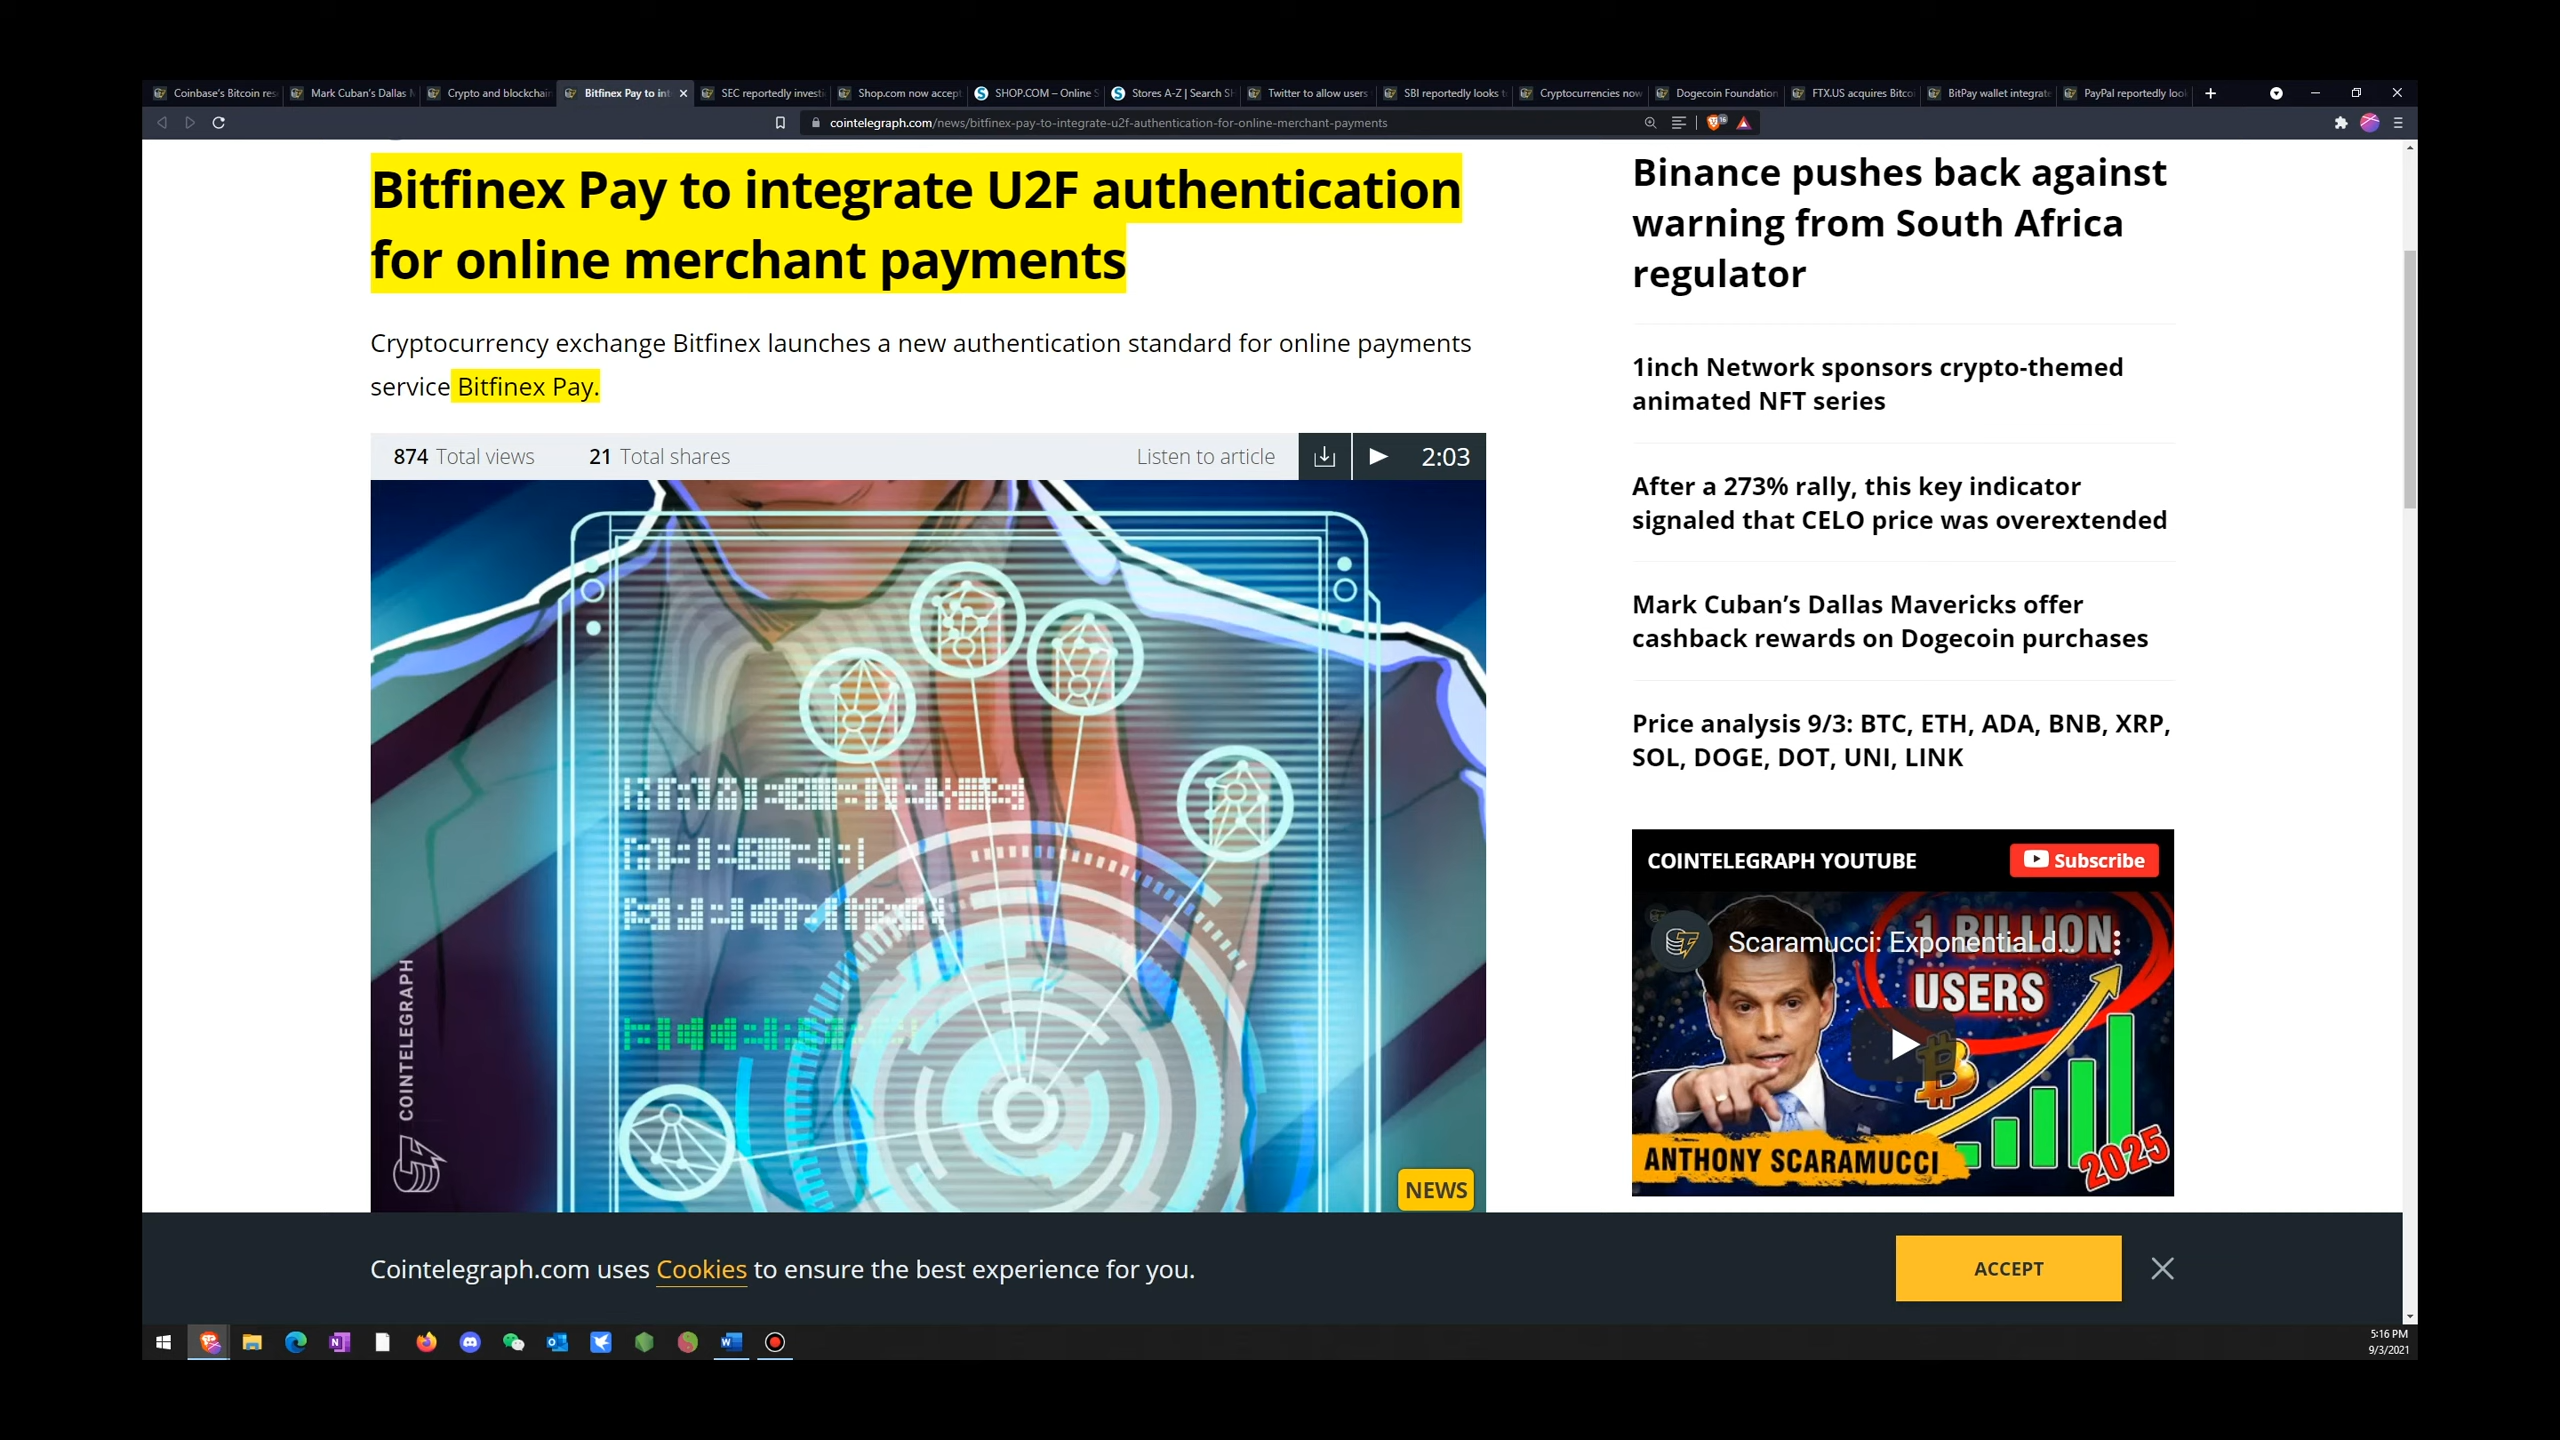 Coinbase's Bitcoin res
Mark Cuban's Dallas M
Crypto and blockchain
Bitfinex Pay to int
SEC reportedly investi
Shop.com now accept
SHOP.COM – Online S
Stores A-Z | Search S
Twitter to allow users
SBI reportedly looks t
Cryptocurrencies now
Dogecoin Foundation
FTX.US acquires Bitco
BitPay wallet integrate
PayPal reportedly look
cointelegraph.com/news/bitfinex-pay-to-integrate-u2f-authentication-for-online-merchant-payments
Bitfinex Pay to integrate U2F authentication
for online merchant payments
Cryptocurrency exchange Bitfinex launches a new authentication standard for online payments
service Bitfinex Pay.
874 Total views
21 Total shares
Listen to article
2:03
COINTELEGRAPH
NEWS
Binance pushes back against
warning from South Africa
regulator
1inch Network sponsors crypto-themed
animated NFT series
After a 273% rally, this key indicator
signaled that CELO price was overextended
Mark Cuban's Dallas Mavericks offer
cashback rewards on Dogecoin purchases
Price analysis 9/3: BTC, ETH, ADA, BNB, XRP,
SOL, DOGE, DOT, UNI, LINK
COINTELEGRAPH YOUTUBE
Subscribe
Scaramucci: Exponential d...
1 BILLION
USERS
ANTHONY SCARAMUCCI
2025
Cointelegraph.com uses Cookies to ensure the best experience for you.
ACCEPT
5:16 PM
9/3/2021